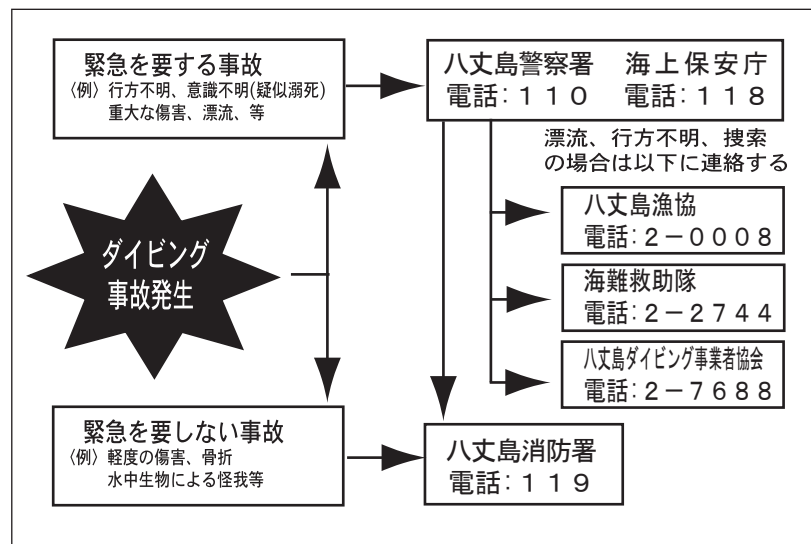 緊急を要する事故
〈例〉行方不明、意識不明(疑似溺死)
重大な傷害、漂流、等
八丈島警察署　海上保安庁
電話:110　電話:118
漂流、行方不明、捜索
の場合は以下に連絡する
八丈島漁協
電話:2－0008
海難救助隊
電話:2－2744
八丈島ダイビング事業者協会
電話:2－7688
ダイビング
事故発生
緊急を要しない事故
〈例〉軽度の傷害、骨折
水中生物による怪我等
八丈島消防署
電話:119